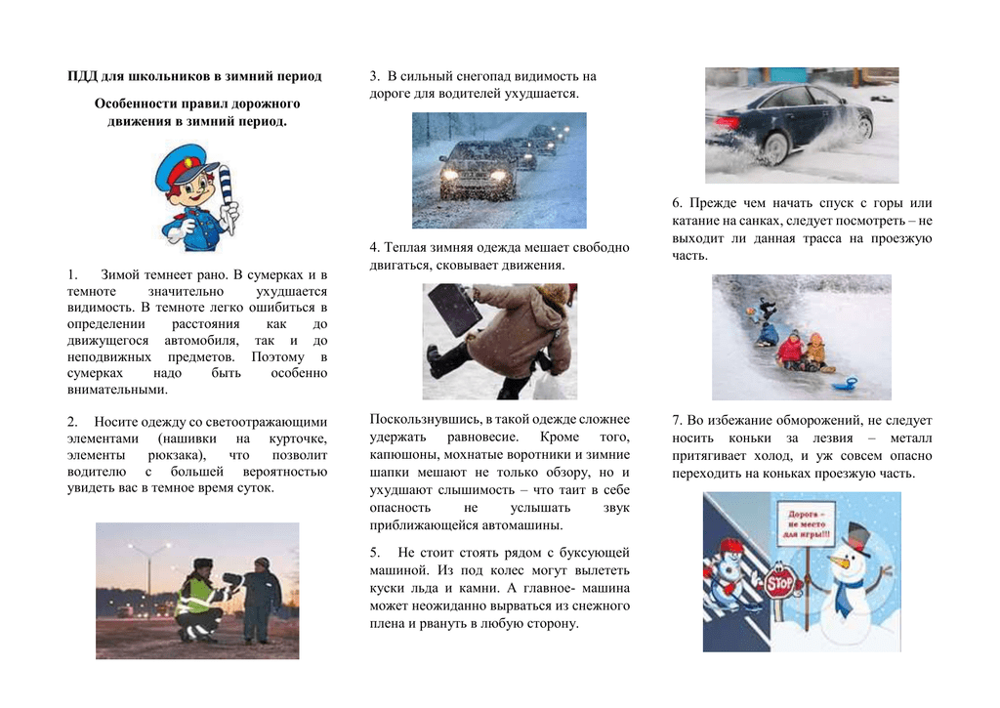 ПДД для школьников в зимний период
Особенности правил дорожного
движения в зимний период.
1. Зимой темнеет рано. В сумерках и в
темноте значительно ухудшается
видимость. В темноте легко ошибиться в
определении расстояния как до
движущегося автомобиля, так и до
неподвижных предметов. Поэтому в
сумерках надо быть особенно
внимательными.
2. Носите одежду со светоотражающими
элементами (нашивки на курточке,
элементы рюкзака), что позволит
водителю с большей вероятностью
увидеть вас в темное время суток.
3. В сильный снегопад видимость на
дороге для водителей ухудшается.
4. Теплая зимняя одежда мешает свободно
двигаться, сковывает движения.
Поскользнувшись, в такой одежде сложнее
удержать равновесие. Кроме того,
капюшоны, мохнатые воротники и зимние
шапки мешают не только обзору, но и
ухудшают слышимость – что таит в себе
опасность не услышать звук
приближающейся автомашины.
5. Не стоит стоять рядом с буксующей
машиной. Из под колес могут вылететь
куски льда и камни. А главное- машина
может неожиданно вырваться из снежного
плена и рвануть в любую сторону.
6. Прежде чем начать спуск с горы или
катание на санках, следует посмотреть – не
выходит ли данная трасса на проезжую
часть.
7. Во избежание обморожений, не следует
носить коньки за лезвия – металл
притягивает холод, и уж совсем опасно
переходить на коньках проезжую часть.
Дорога –
не место
для игры!!!
STOP